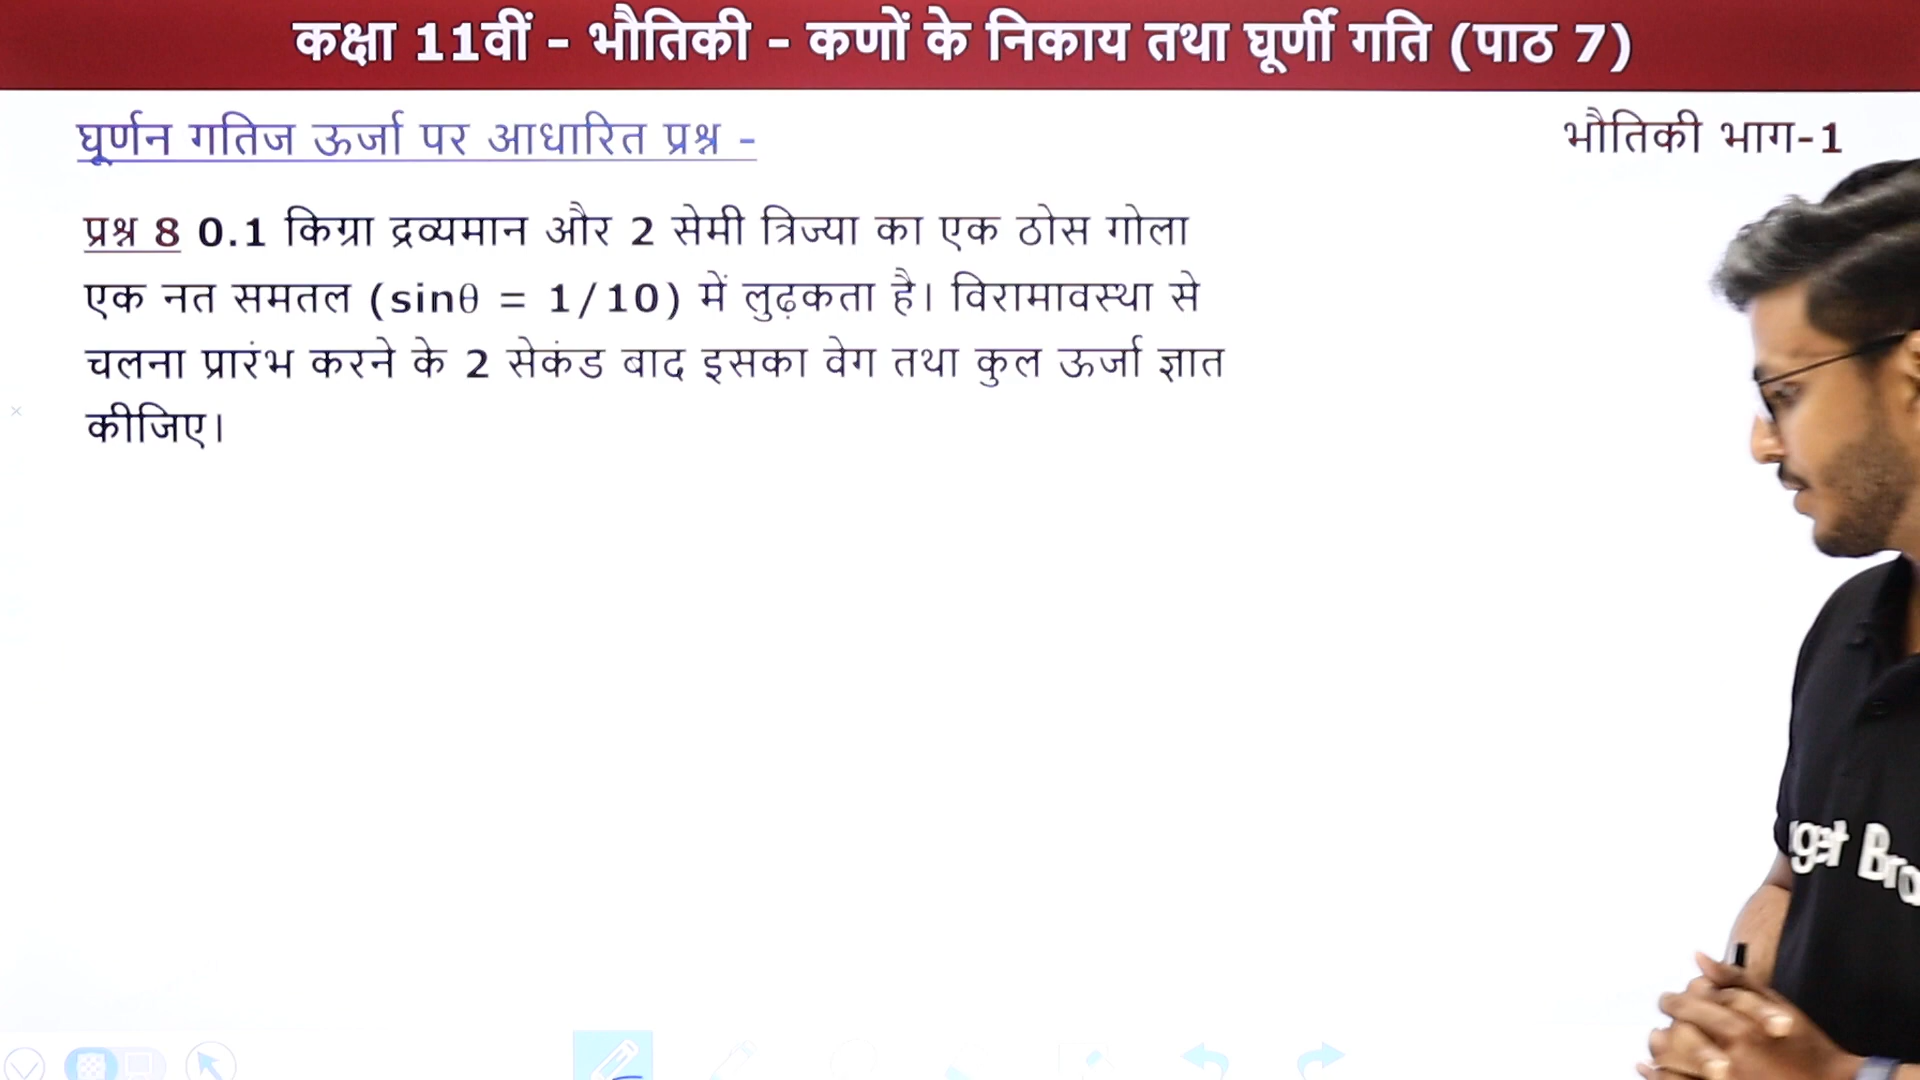 कक्षा 11वीं - भौतिकी - कणों के निकाय तथा घूर्णी गति (पाठ 7)
घूर्णन गतिज ऊर्जा पर आधारित प्रश्न -
भौतिकी भाग-1
प्रश्न 8 0.1 किग्रा द्रव्यमान और 2 सेमी त्रिज्या का एक ठोस गोला
एक नत समतल (sinθ = 1/10) में लुढ़कता है। विरामावस्था से
चलना प्रारंभ करने के 2 सेकंड बाद इसका वेग तथा कुल ऊर्जा ज्ञात
कीजिए।